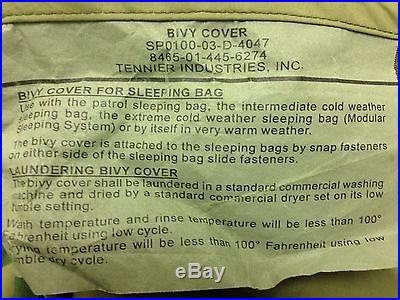 BIVY COVER
SP0100-03-D-4047
8465-01-445-6274
TENNIER INDUSTRIES, INC.
BIVY COVER FOR SLEEPING BAG
Use with the patrol sleeping bag, the intermediate cold weather
sleeping bag, the extreme cold weather sleeping bag (Modular
Sleeping System) or by itself in very warm weather.
The bivy cover is attached to the sleeping bags by snap fasteners
on either side of the sleeping bag slide fasteners.
LAUNDERING BIVY COVER
The bivy cover shall be laundered in a standard commercial washing
machine and dried by a standard commercial dryer set on its low
tumble setting.
Wash temperature and rinse temperature will be less than 100°
Fahrenheit using low cycle.
Drying temperature will be less than 100° Fahrenheit using low
tumble dry cycle.
Sold on eBay